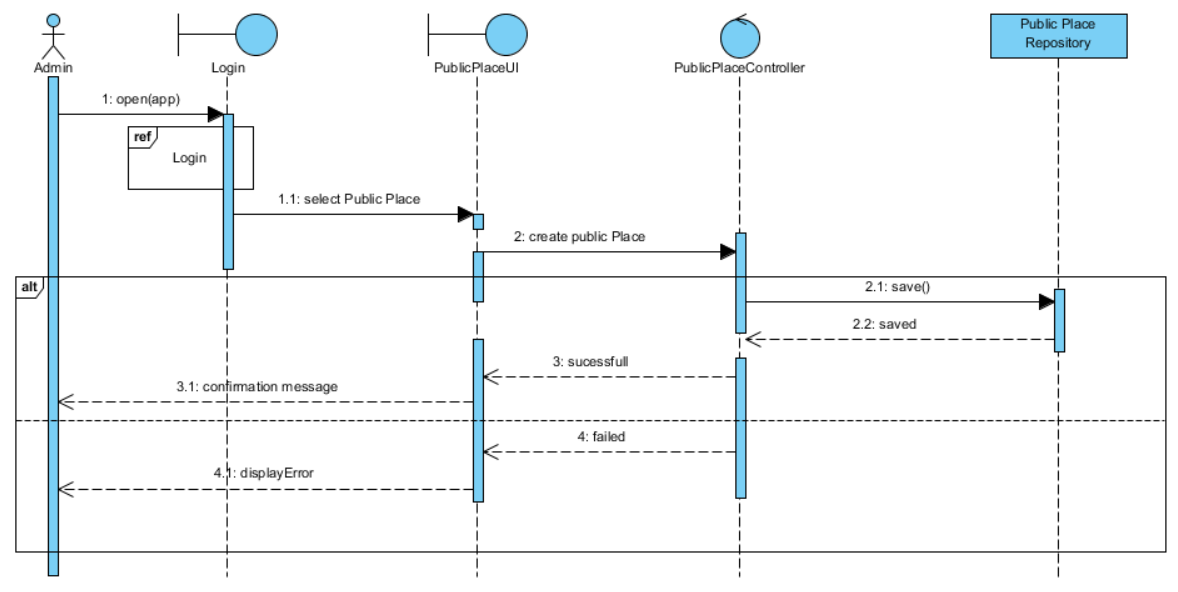 Public Place
Repository
Admin
Login
PublicPlaceUI
PublicPlaceController
1: open(app)
ref
Login
1.1: select Public Place
2: create public Place
alt
2.1: save()
2.2: saved
3: sucessfull
3.1: confirmation message
4: failed
4.1: displayError